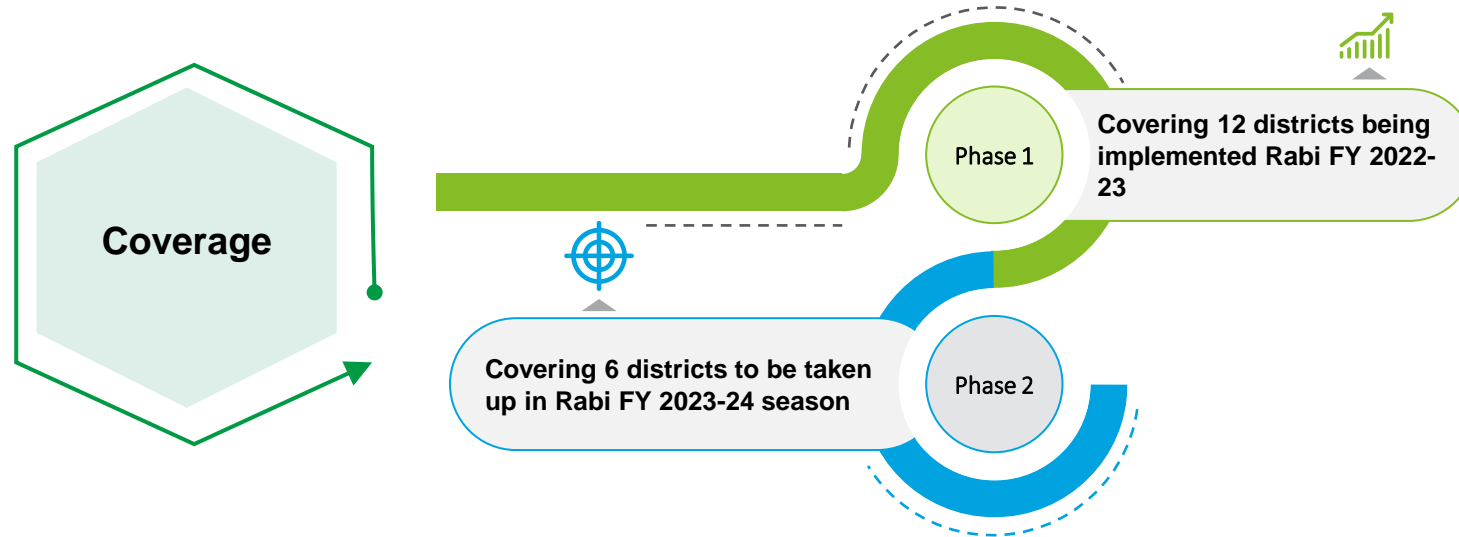 Coverage
Phase 1
Covering 12 districts being
implemented Rabi FY 2022-
23
Covering 6 districts to be taken
up in Rabi FY 2023-24 season
Phase 2